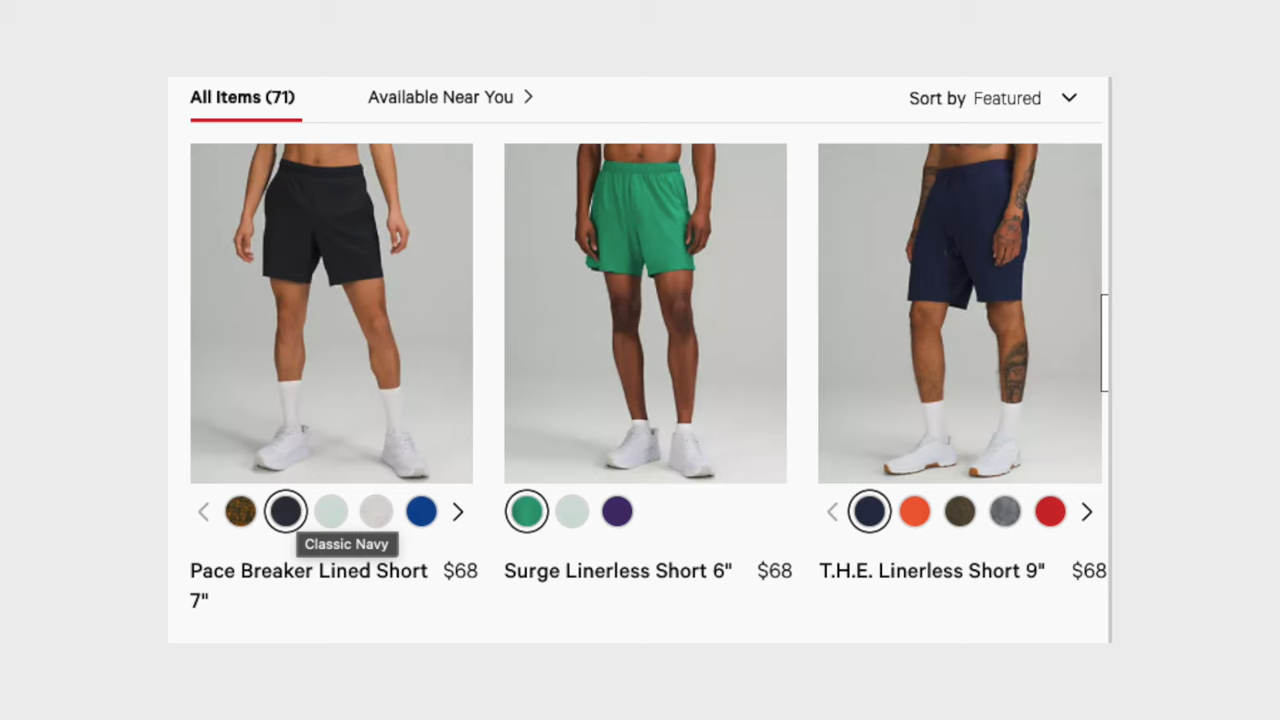 All Items (71)
Available Near You
Sort by Featured
Classic Navy
Pace Breaker Lined Short $68
7"
Surge Linerless Short 6" $68
T.H.E. Linerless Short 9" $68